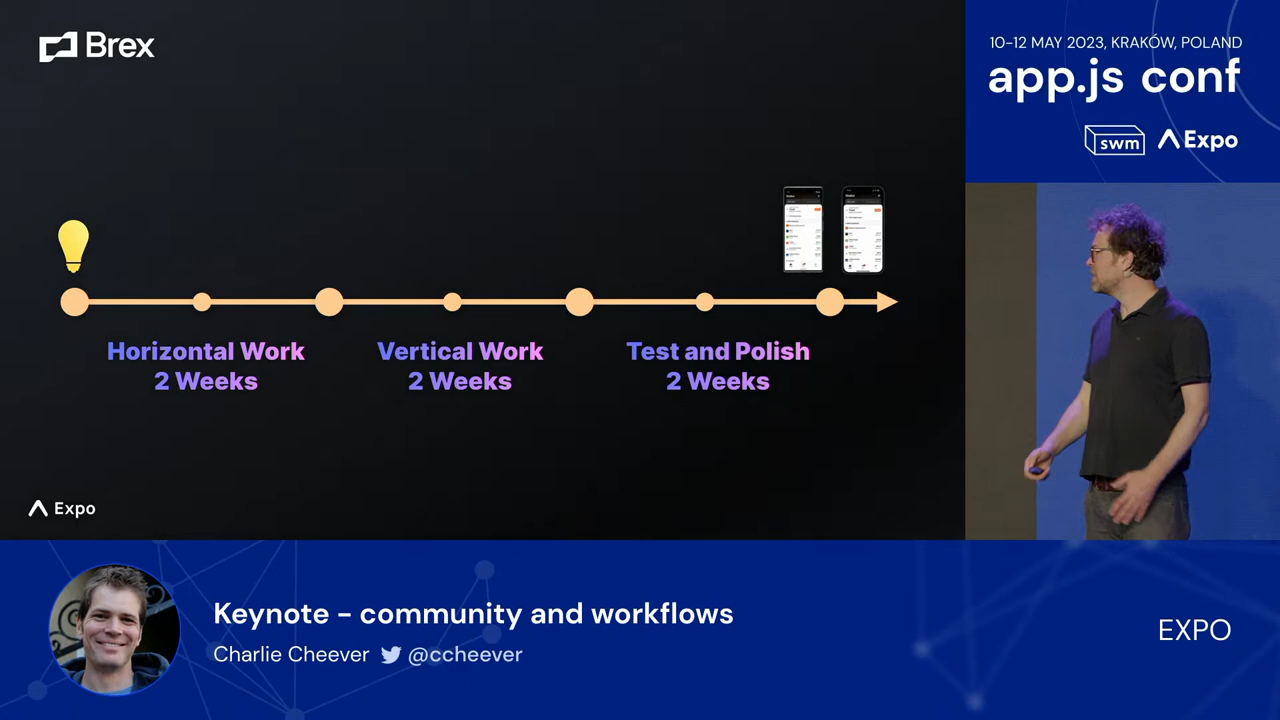 Brex
Horizontal Work
2 Weeks
Vertical Work
2 Weeks
Test and Polish
2 Weeks
Expo
10-12 MAY 2023, KRAKÓW, POLAND
app.js conf
swm
Expo
Keynote - community and workflows
Charlie Cheever @ccheever
EXPO